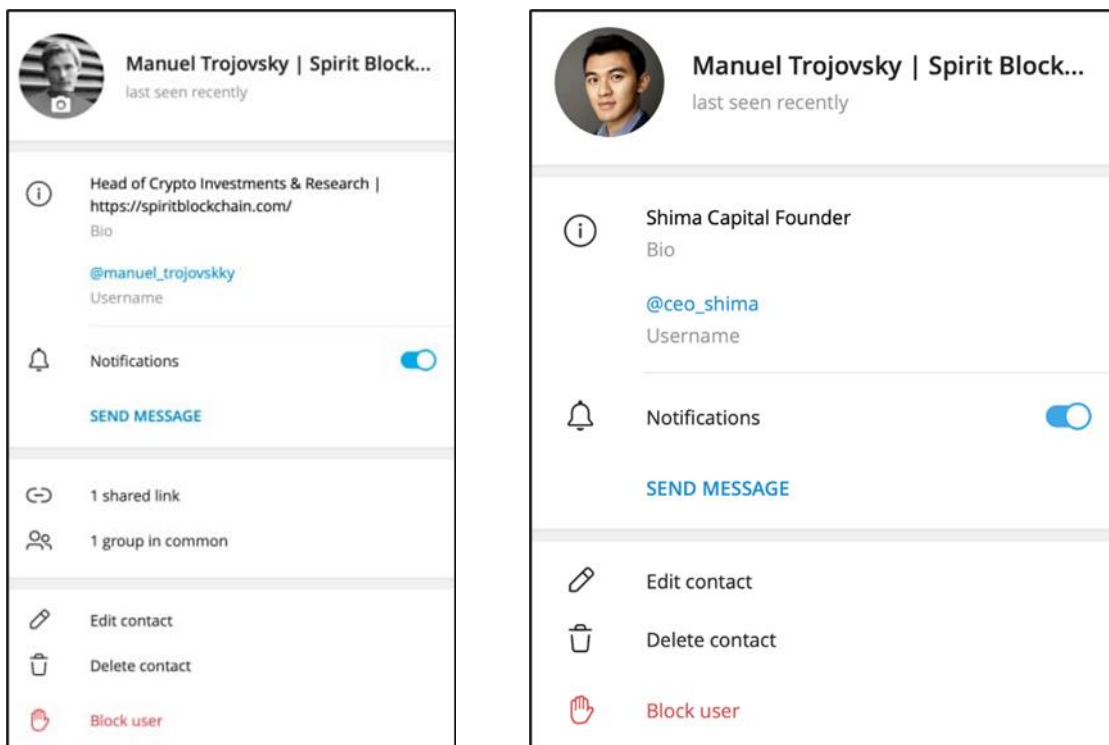 Manuel Trojovsky | Spirit Block...
last seen recently
Head of Crypto Investments & Research |
https://spiritblockchain.com/
Bio
@manuel_trojovskky
Username
Notifications
SEND MESSAGE
1 shared link
1 group in common
Edit contact
Delete contact
Block user
Manuel Trojovsky | Spirit Block...
last seen recently
Shima Capital Founder
Bio
@ceo_shima
Username
Notifications
SEND MESSAGE
Edit contact
Delete contact
Block user